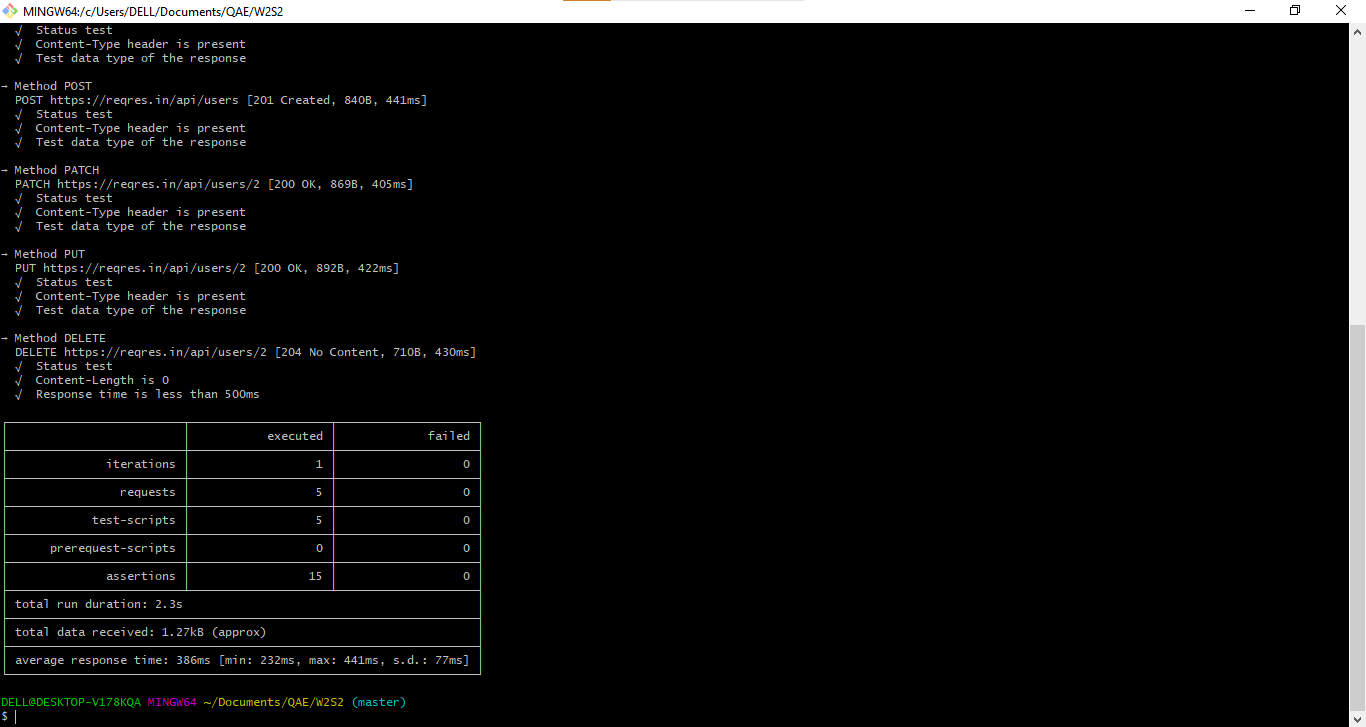 MINGW64:/c/Users/DELL/Documents/QAE/W2S2
√ Status test
√ Content-Type header is present
√ Test data type of the response
→ Method POST
POST https://reqres.in/api/users [201 Created, 840B, 441ms]
√ Status test
√ Content-Type header is present
√ Test data type of the response
→ Method PATCH
PATCH https://reqres.in/api/users/2 [200 OK, 869B, 405ms]
√ Status test
√ Content-Type header is present
√ Test data type of the response
→ Method PUT
PUT https://reqres.in/api/users/2 [200 OK, 892B, 422ms]
√ Status test
√ Content-Type header is present
√ Test data type of the response
→ Method DELETE
DELETE https://reqres.in/api/users/2 [204 No Content, 710B, 430ms]
√ Status test
√ Content-Length is 0
√ Response time is less than 500ms
executed failed
iterations 1 0
requests 5 0
test-scripts 5 0
prerequest-scripts 0 0
assertions 15 0
total run duration: 2.3s
total data received: 1.27kB (approx)
average response time: 386ms [min: 232ms, max: 441ms, s.d.: 77ms]
DELL@DESKTOP-V178KQA MINGW64 ~/Documents/QAE/W2S2 (master)
$